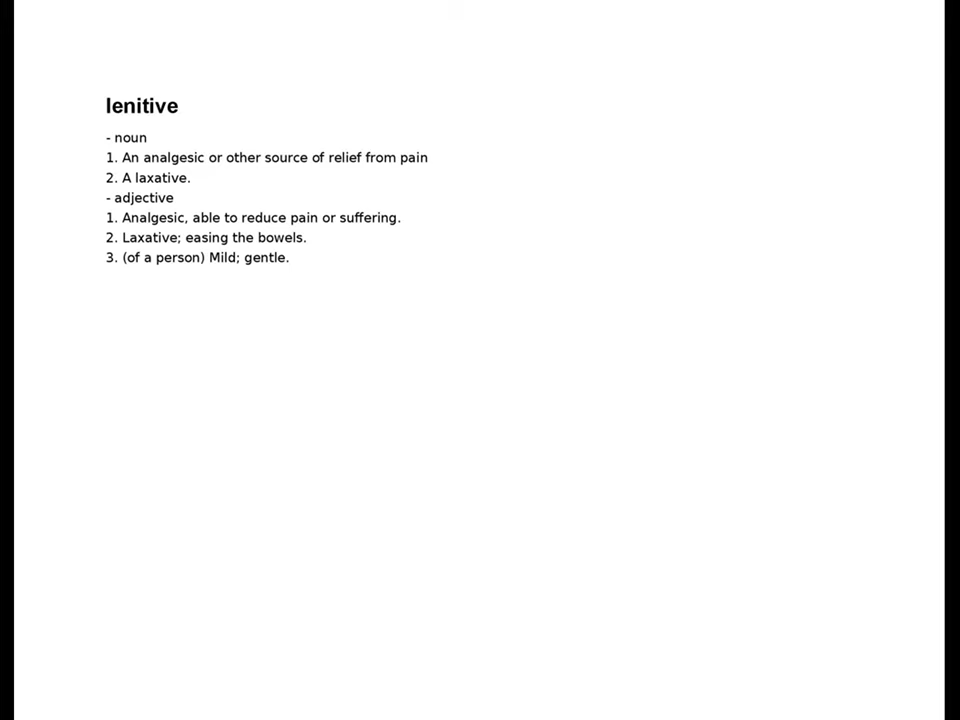 lenitive
- noun
1. An analgesic or other source of relief from pain
2. A laxative.
- adjective
1. Analgesic, able to reduce pain or suffering.
2. Laxative; easing the bowels.
3. (of a person) Mild; gentle.